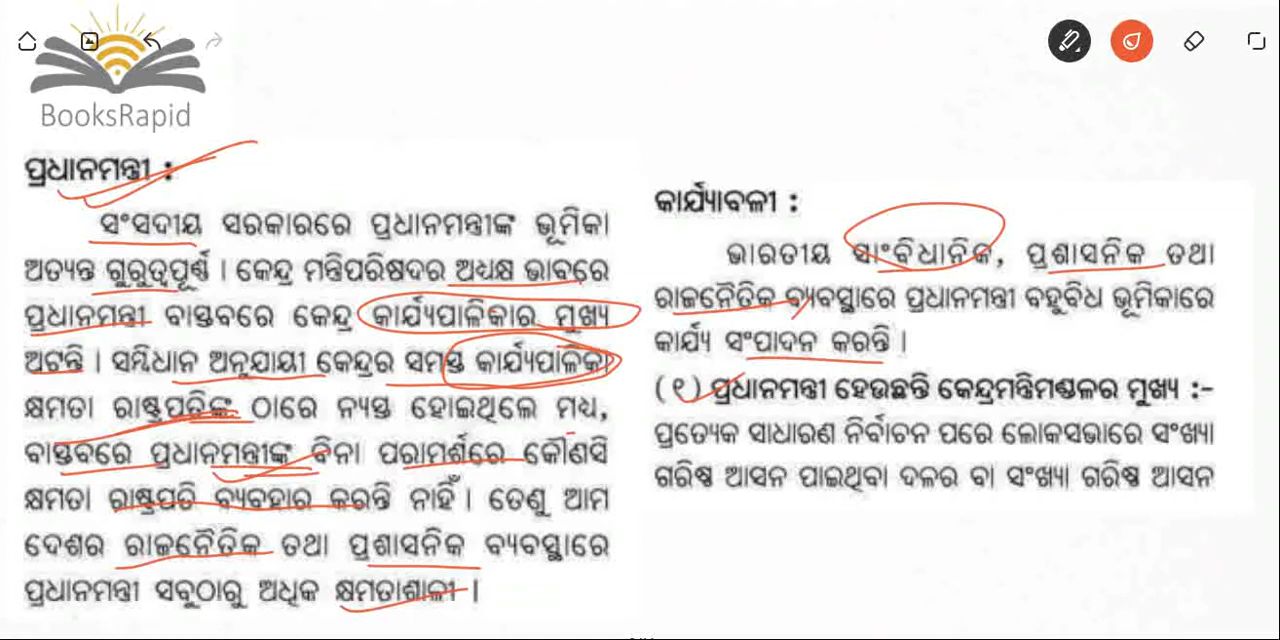 BooksRapid
ପ୍ରଧାନମନ୍ତ୍ରୀ :
ସଂସଦୀୟ ସରକାରରେ ପ୍ରଧାନମନ୍ତ୍ରୀଙ୍କ ଭୂମିକା
ଅତ୍ୟନ୍ତ ଗୁରୁତ୍ୱପୂର୍ଣ୍ଣ । କେନ୍ଦ୍ର ମନ୍ତ୍ରିପରିଷଦର ଅଧ୍ୟକ୍ଷ ଭାବରେ
ପ୍ରଧାନମନ୍ତ୍ରୀ ବାସ୍ତବରେ କେନ୍ଦ୍ର କାର୍ଯ୍ୟପାଳିକାର ମୁଖ୍ୟ
ଅଟନ୍ତି । ସମ୍ବିଧାନ ଅନୁଯାୟୀ କେନ୍ଦ୍ରର ସମସ୍ତ କାର୍ଯ୍ୟପାଳିକା
କ୍ଷମତା ରାଷ୍ଟ୍ରପତିଙ୍କ ଠାରେ ନ୍ୟସ୍ତ ହୋଇଥିଲେ ମଧ୍ୟ,
ବାସ୍ତବରେ ପ୍ରଧାନମନ୍ତ୍ରୀଙ୍କ ବିନା ପରାମର୍ଶରେ କୌଣସି
କ୍ଷମତା ରାଷ୍ଟ୍ରପତି ବ୍ୟବହାର କରନ୍ତି ନାହିଁ । ତେଣୁ ଆମ
ଦେଶର ରାଜନୈତିକ ତଥା ପ୍ରଶାସନିକ ବ୍ୟବସ୍ଥାରେ
ପ୍ରଧାନମନ୍ତ୍ରୀ ସବୁଠାରୁ ଅଧିକ କ୍ଷମତାଶାଳୀ ।
କାର୍ଯ୍ୟାବଳୀ :
ଭାରତୀୟ ସାଂବିଧାନିକ, ପ୍ରଶାସନିକ ତଥା
ରାଜନୈତିକ ବ୍ୟବସ୍ଥାରେ ପ୍ରଧାନମନ୍ତ୍ରୀ ବହୁବିଧ ଭୂମିକାରେ
କାର୍ଯ୍ୟ ସଂପାଦନ କରନ୍ତି ।
(୧) ପ୍ରଧାନମନ୍ତ୍ରୀ ହେଉଛନ୍ତି କେନ୍ଦ୍ରମନ୍ତ୍ରିମଣ୍ଡଳର ମୁଖ୍ୟ :-
ପ୍ରତ୍ୟେକ ସାଧାରଣ ନିର୍ବାଚନ ପରେ ଲୋକସଭାରେ ସଂଖ୍ୟା
ଗରିଷ୍ଠ ଆସନ ପାଇଥିବା ଦଳର ବା ସଂଖ୍ୟା ଗରିଷ୍ଠ ଆସନ